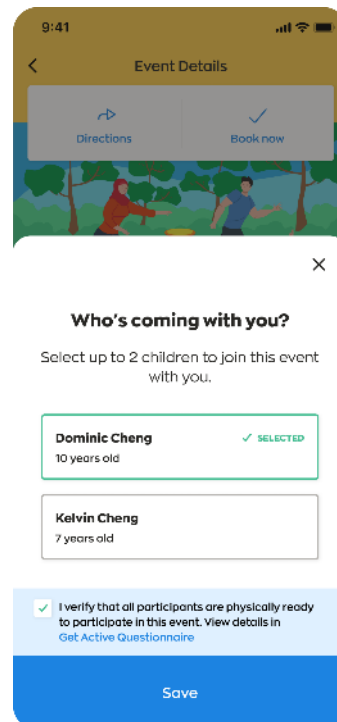 9:41
Event Details
Directions
Book now
Who's coming with you?
Select up to 2 children to join this event
with you.
Dominic Cheng
✓ SELECTED
10 years old
Kelvin Cheng
7 years old
I verify that all participants are physically ready
to participate in this event. View details in
Get Active Questionnaire
Save